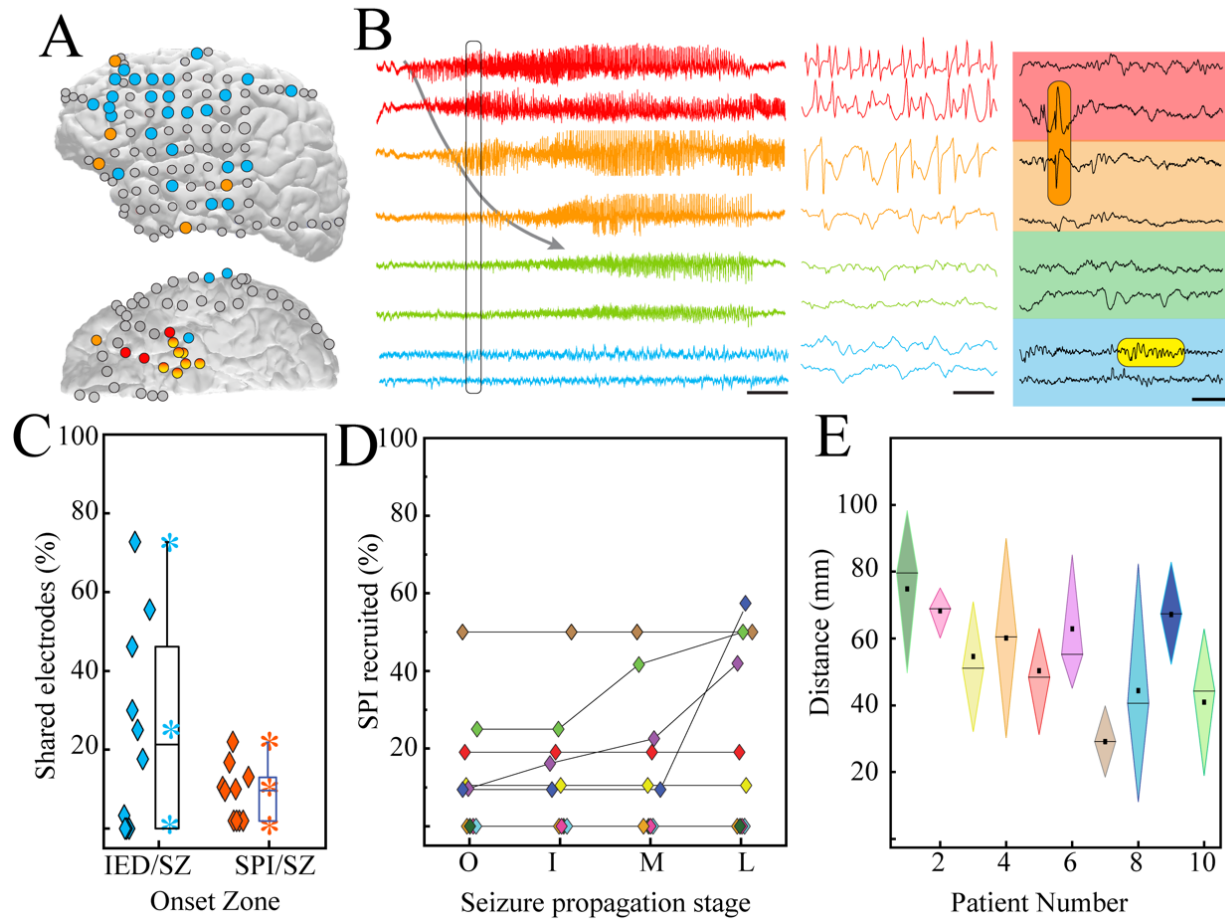 A
B
C
100
80
60
40
20
Shared electrodes (%)
IED/SZ SPI/SZ
Onset Zone
D
100
80
60
40
20
0
SPI recruited (%)
O I M L
Seizure propagation stage
E
100
80
60
40
20
Distance (mm)
2 4 6 8 10
Patient Number